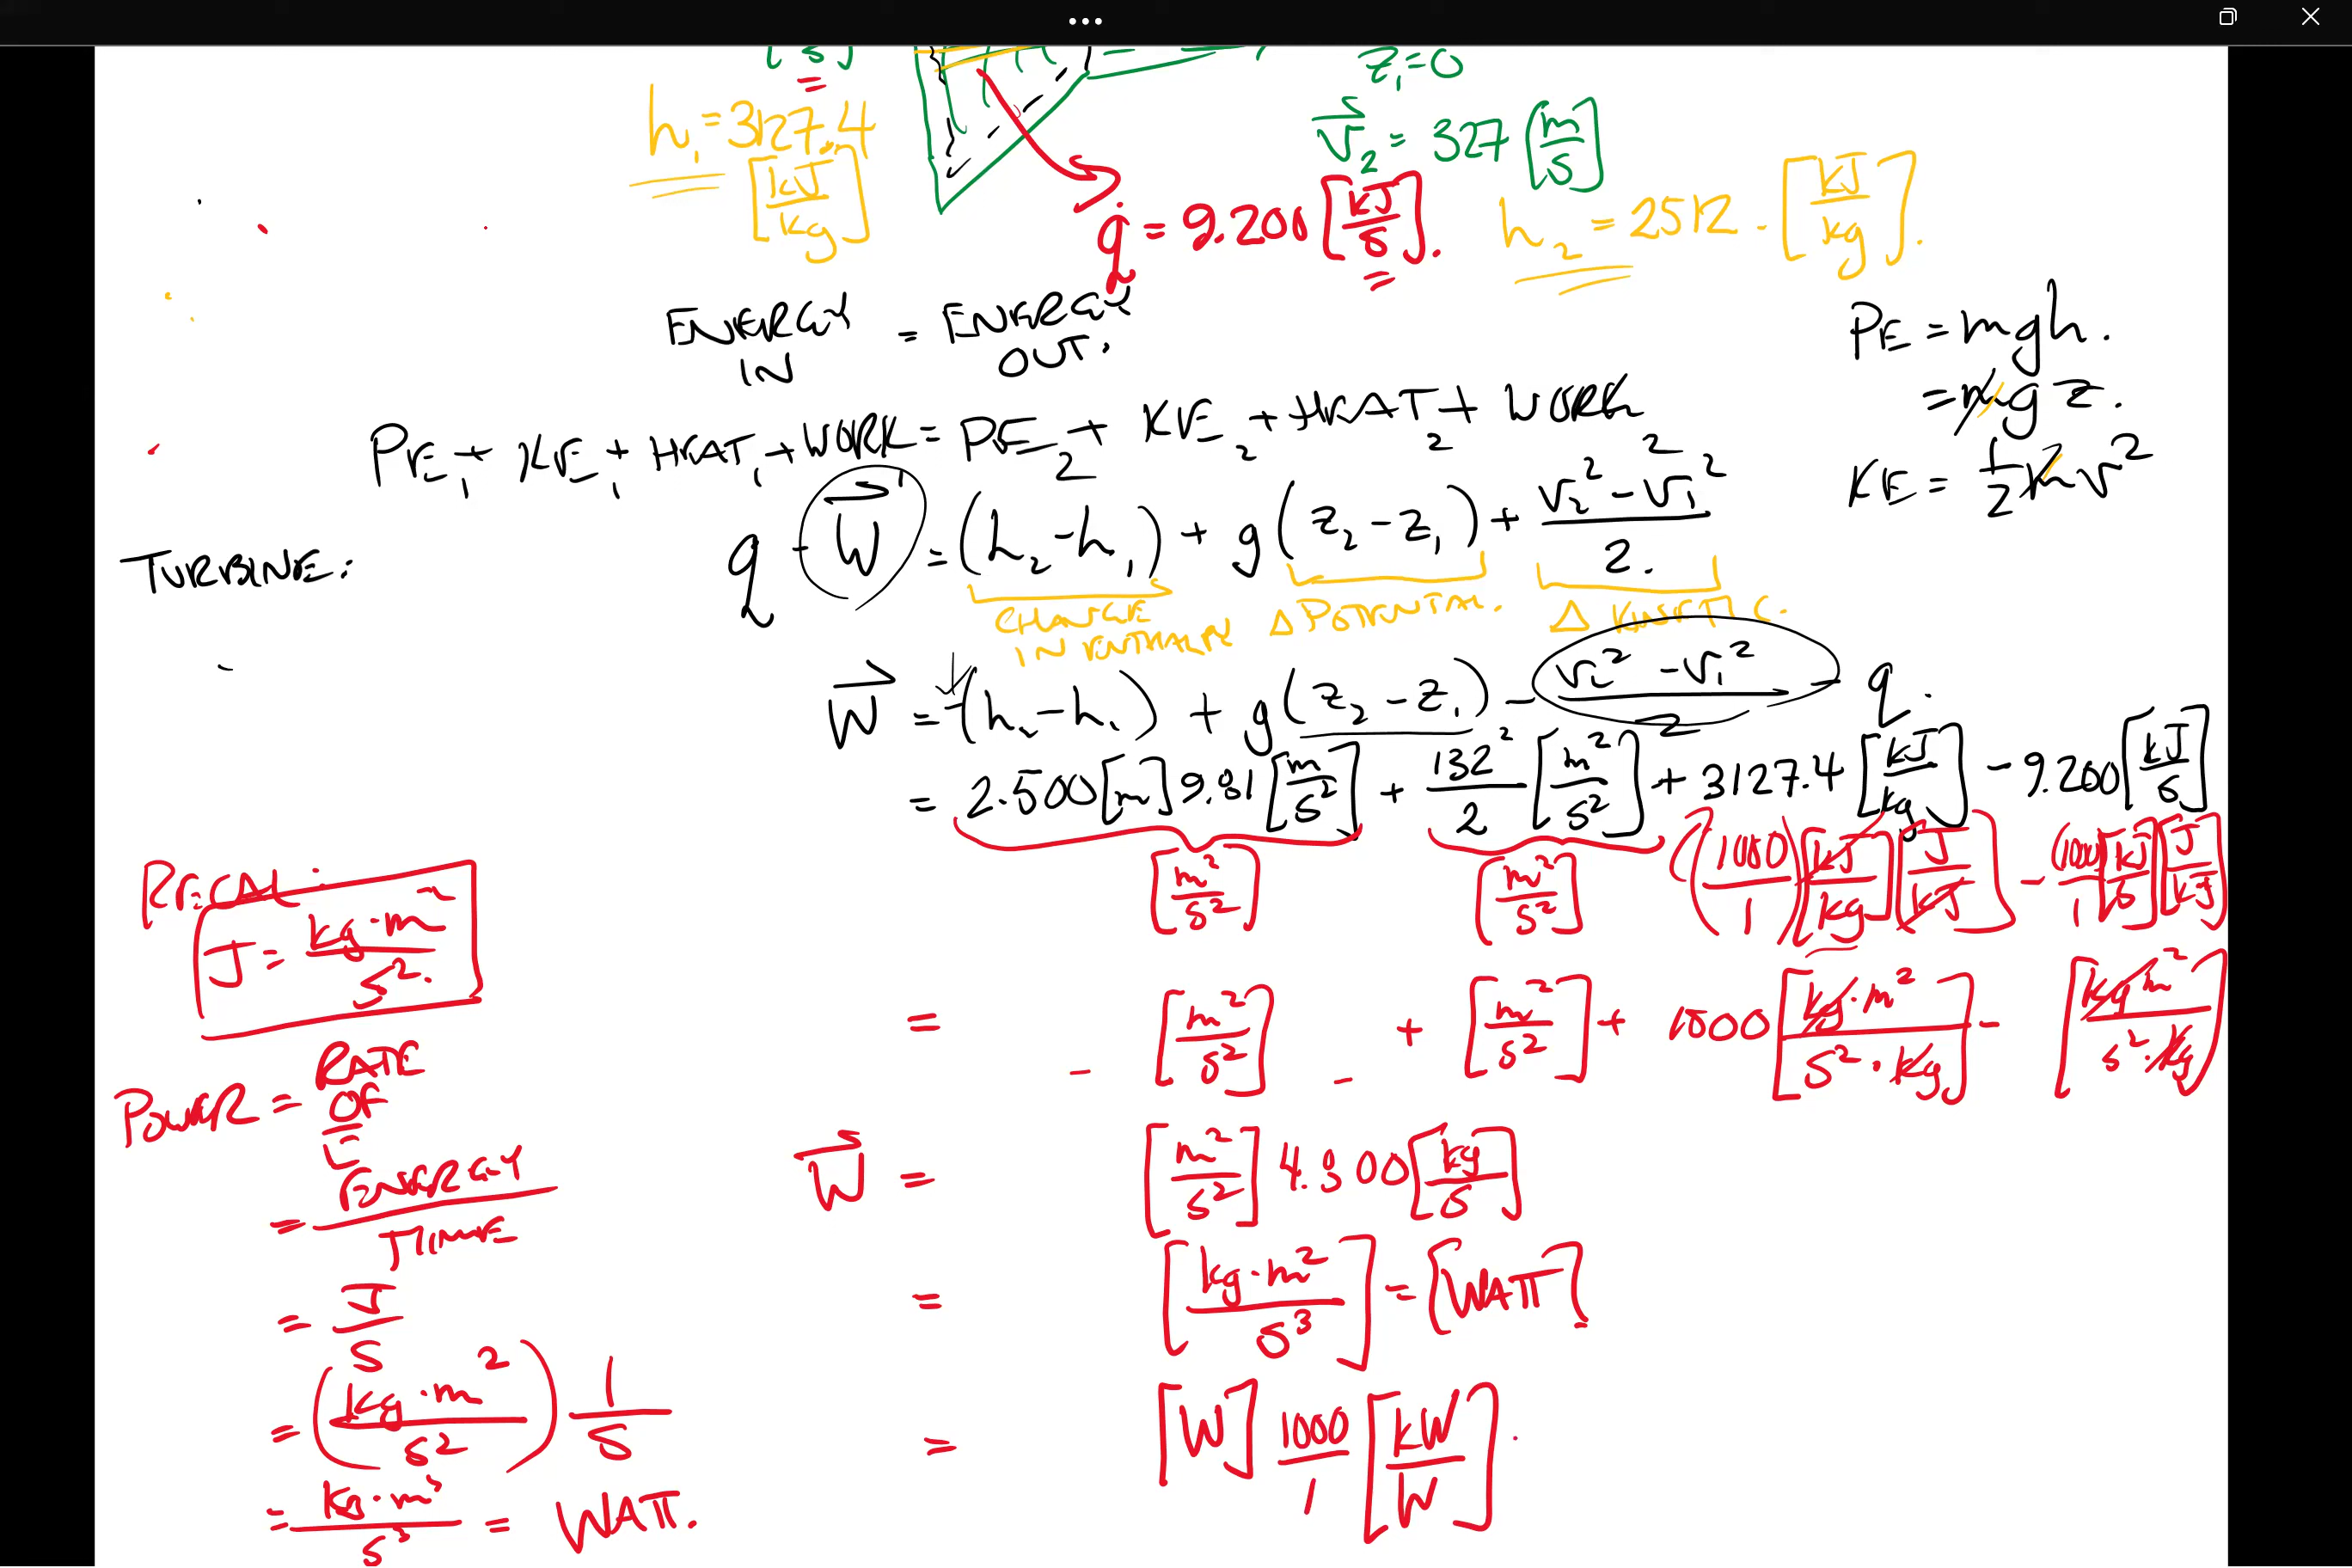 [s]
z₁=0
h₁=3127.4
[kJ/kg]
v₂ = 327 [m/s]
q̇ = 9.200 [kJ/s].
h₂ = 2512 · [kJ/kg].
ENERGY IN = ENERGY OUT.
PE = mgh.
= mgz.
KE = 1/2 mv²
PE₁ + KE₁ + HEAT₁ + WORK₁ = PE₂ + KE₂ + HEAT₂ + WORK₂
TURBINE:
q - W = (h₂ - h₁) + g(z₂ - z₁) + (v₂² - v₁²)/2.
CHANGE IN ENTHALPY
Δ POTENTIAL.
Δ KINETIC.
W = -(h₂ - h₁) + g(z₂ - z₁) - (v₂² - v₁²)/2 - q.
= 2.500[m] 9.81[m/s²] + 132²/2 [m²/s²] + 3127.4 [kJ/kg] - 9.200 [kJ/s]
[m²/s²] [m²/s²] (1000/1)[kJ/kg][J/kJ] - (1000/1)[kJ/s][J/kJ]
RECAL:
J = kg·m²/s².
= - [m²/s²] - + [m²/s²] + 1000 [kg·m²/s²·kg] - [kg m²/s²·kg]
POWER = RATE OF E
W = [m²/s²] 4.800 [kg/s]
= ENERGY/TIME
= [kg·m²/s³] = [WATT]
= J/s
= (kg·m²/s²) 1/s
= [W] 1000/1 [kW/W] .
= kg·m²/s³ = WATT.